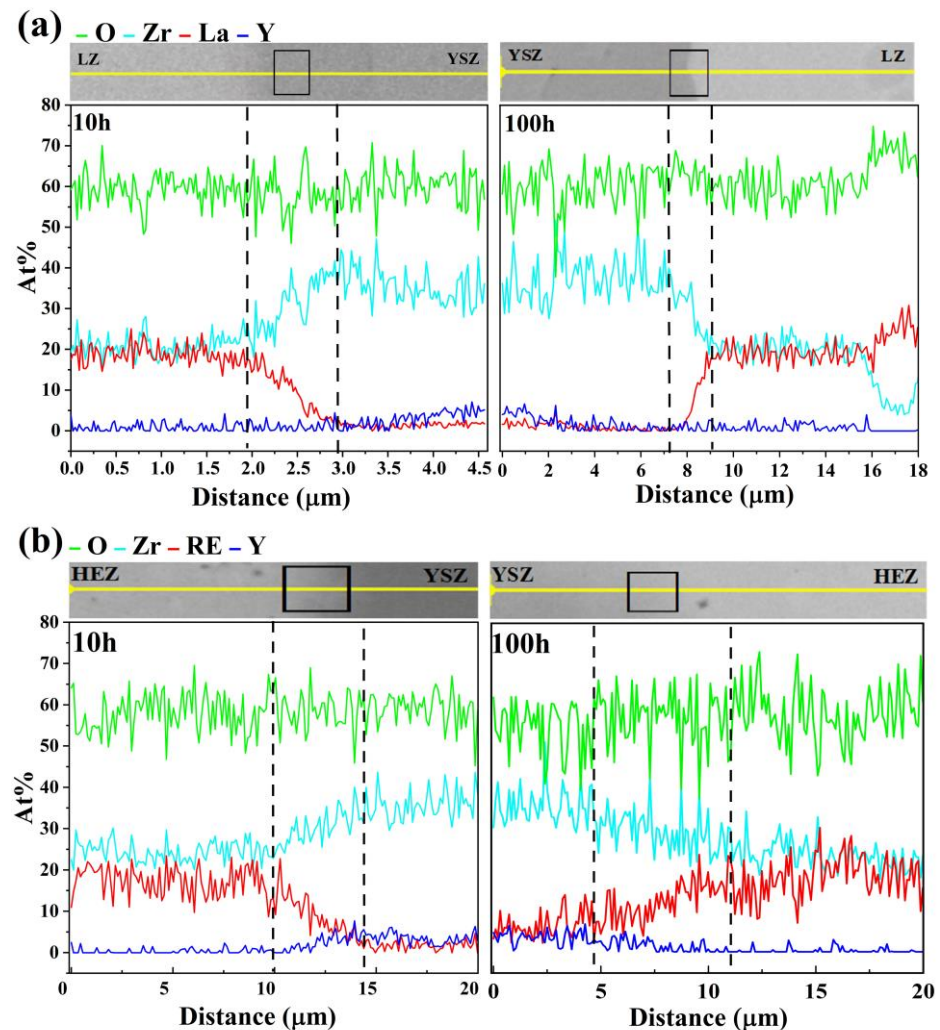 (a)
O Zr La Y
LZ YSZ
YSZ LZ
10h
100h
80
70
60
50
40
30
20
10
0
At%
0.0 0.5 1.0 1.5 2.0 2.5 3.0 3.5 4.0 4.5
0 2 4 6 8 10 12 14 16 18
Distance (μm)
Distance (μm)
(b)
O Zr RE Y
HEZ YSZ
YSZ HEZ
10h
100h
80
70
60
50
40
30
20
10
0
At%
0 5 10 15 20
0 5 10 15 20
Distance (μm)
Distance (μm)